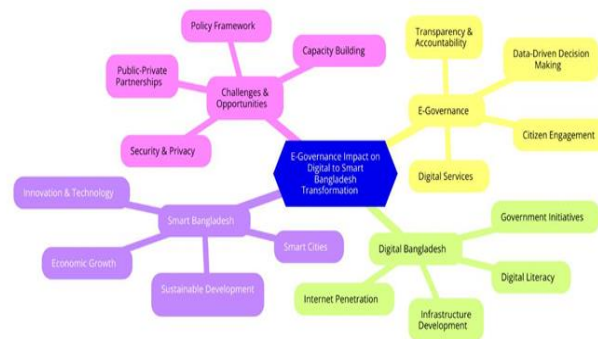 Policy Framework
Capacity Building
Public-Private
Partnerships
Challenges &
Opportunities
Security & Privacy
Transparency &
Accountability
Data-Driven Decision
Making
E-Governance
Citizen Engagement
Digital Services
E-Governance Impact on
Digital to Smart
Bangladesh
Transformation
Innovation & Technology
Smart Bangladesh
Smart Cities
Economic Growth
Sustainable Development
Government Initiatives
Digital Bangladesh
Digital Literacy
Internet Penetration
Infrastructure
Development